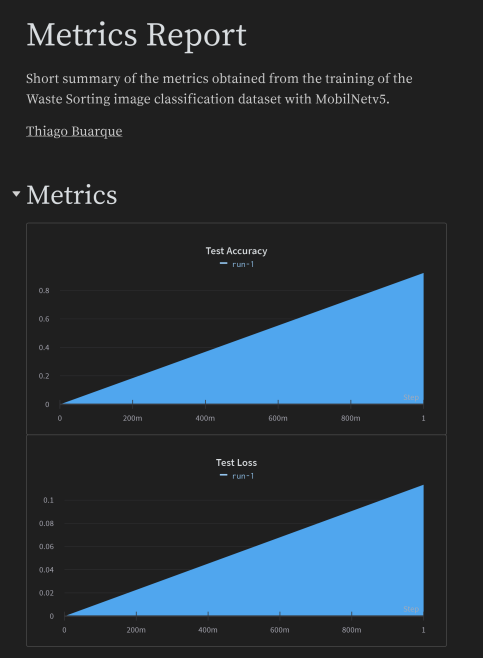 Metrics Report
Short summary of the metrics obtained from the training of the
Waste Sorting image classification dataset with MobilNetv5.
Thiago Buarque
Metrics
Test Accuracy
run-1
0.8
0.6
0.4
0.2
0
Step
0 200m 400m 600m 800m 1
Test Loss
run-1
0.1
0.08
0.06
0.04
0.02
0
Step
0 200m 400m 600m 800m 1